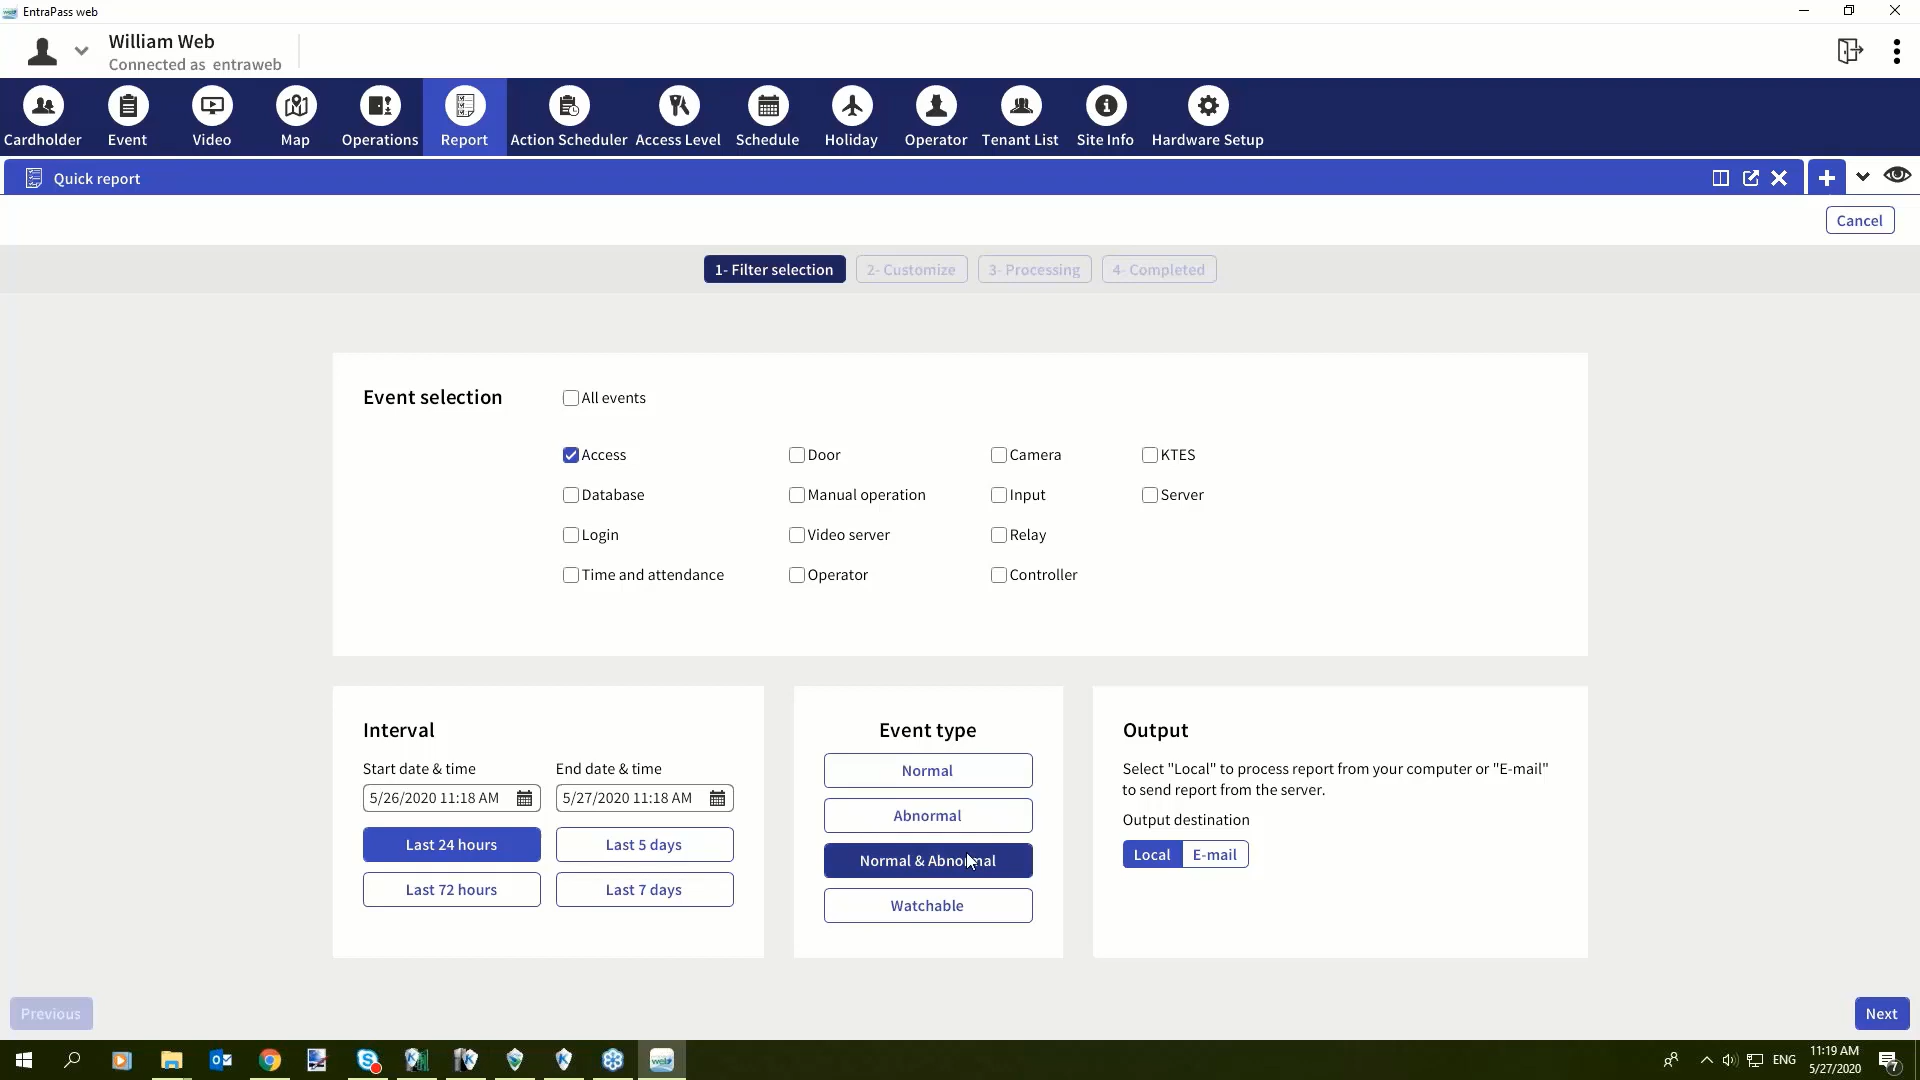 EntraPass web
William Web
Connected as entraweb
Cardholder Event Video Map Operations Report Action Scheduler Access Level Schedule Holiday Operator Tenant List Site Info Hardware Setup
Quick report
Cancel
1- Filter selection 2- Customize 3- Processing 4- Completed
Event selection All events
Access Door Camera KTES
Database Manual operation Input Server
Login Video server Relay
Time and attendance Operator Controller
Interval
Start date & time End date & time
5/26/2020 11:18 AM 5/27/2020 11:18 AM
Last 24 hours Last 5 days
Last 72 hours Last 7 days
Event type
Normal
Abnormal
Normal & Abnormal
Watchable
Output
Select "Local" to process report from your computer or "E-mail"
to send report from the server.
Output destination
Local E-mail
Previous Next
ENG
11:19 AM
5/27/2020
7